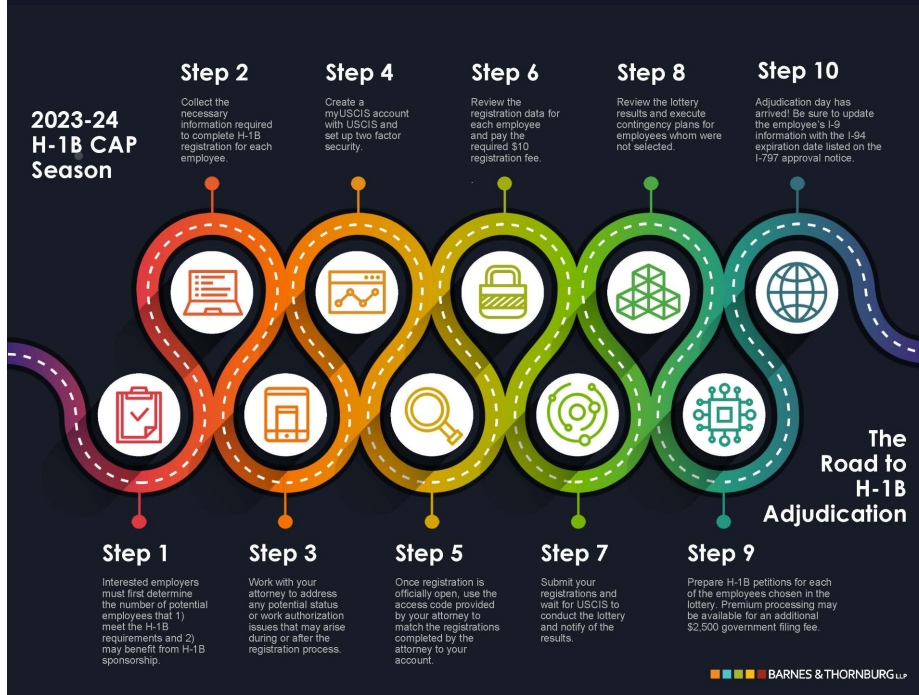 2023-24
H-1B CAP
Season
Step 2
Collect the
necessary
information required
to complete H-1B
registration for each
employee.
Step 4
Create a
myUSCIS account
with USCIS and
set up two factor
security.
Step 6
Review the
registration data for
each employee
and pay the
required $10
registration fee.
.
Step 8
Review the lottery
results and execute
contingency plans for
employees whom were
not selected.
Step 10
Adjudication day has
arrived! Be sure to update
the employee's I-9
information with the I-94
expiration date listed on the
I-797 approval notice.
The
Road to
H-1B
Adjudication
Step 1
Interested employers
must first determine
the number of potential
employees that 1)
meet the H-1B
requirements and 2)
may benefit from H-1B
sponsorship.
Step 3
Work with your
attorney to address
any potential status
or work authorization
issues that may arise
during or after the
registration process.
Step 5
Once registration is
officially open, use the
access code provided
by your attorney to
match the registrations
completed by the
attorney to your
account.
Step 7
Submit your
registrations and
wait for USCIS to
conduct the lottery
and notify of the
results.
Step 9
Prepare H-1B petitions for each
of the employees chosen in the
lottery. Premium processing may
be available for an additional
$2,500 government filing fee.
BARNES & THORNBURG LLP